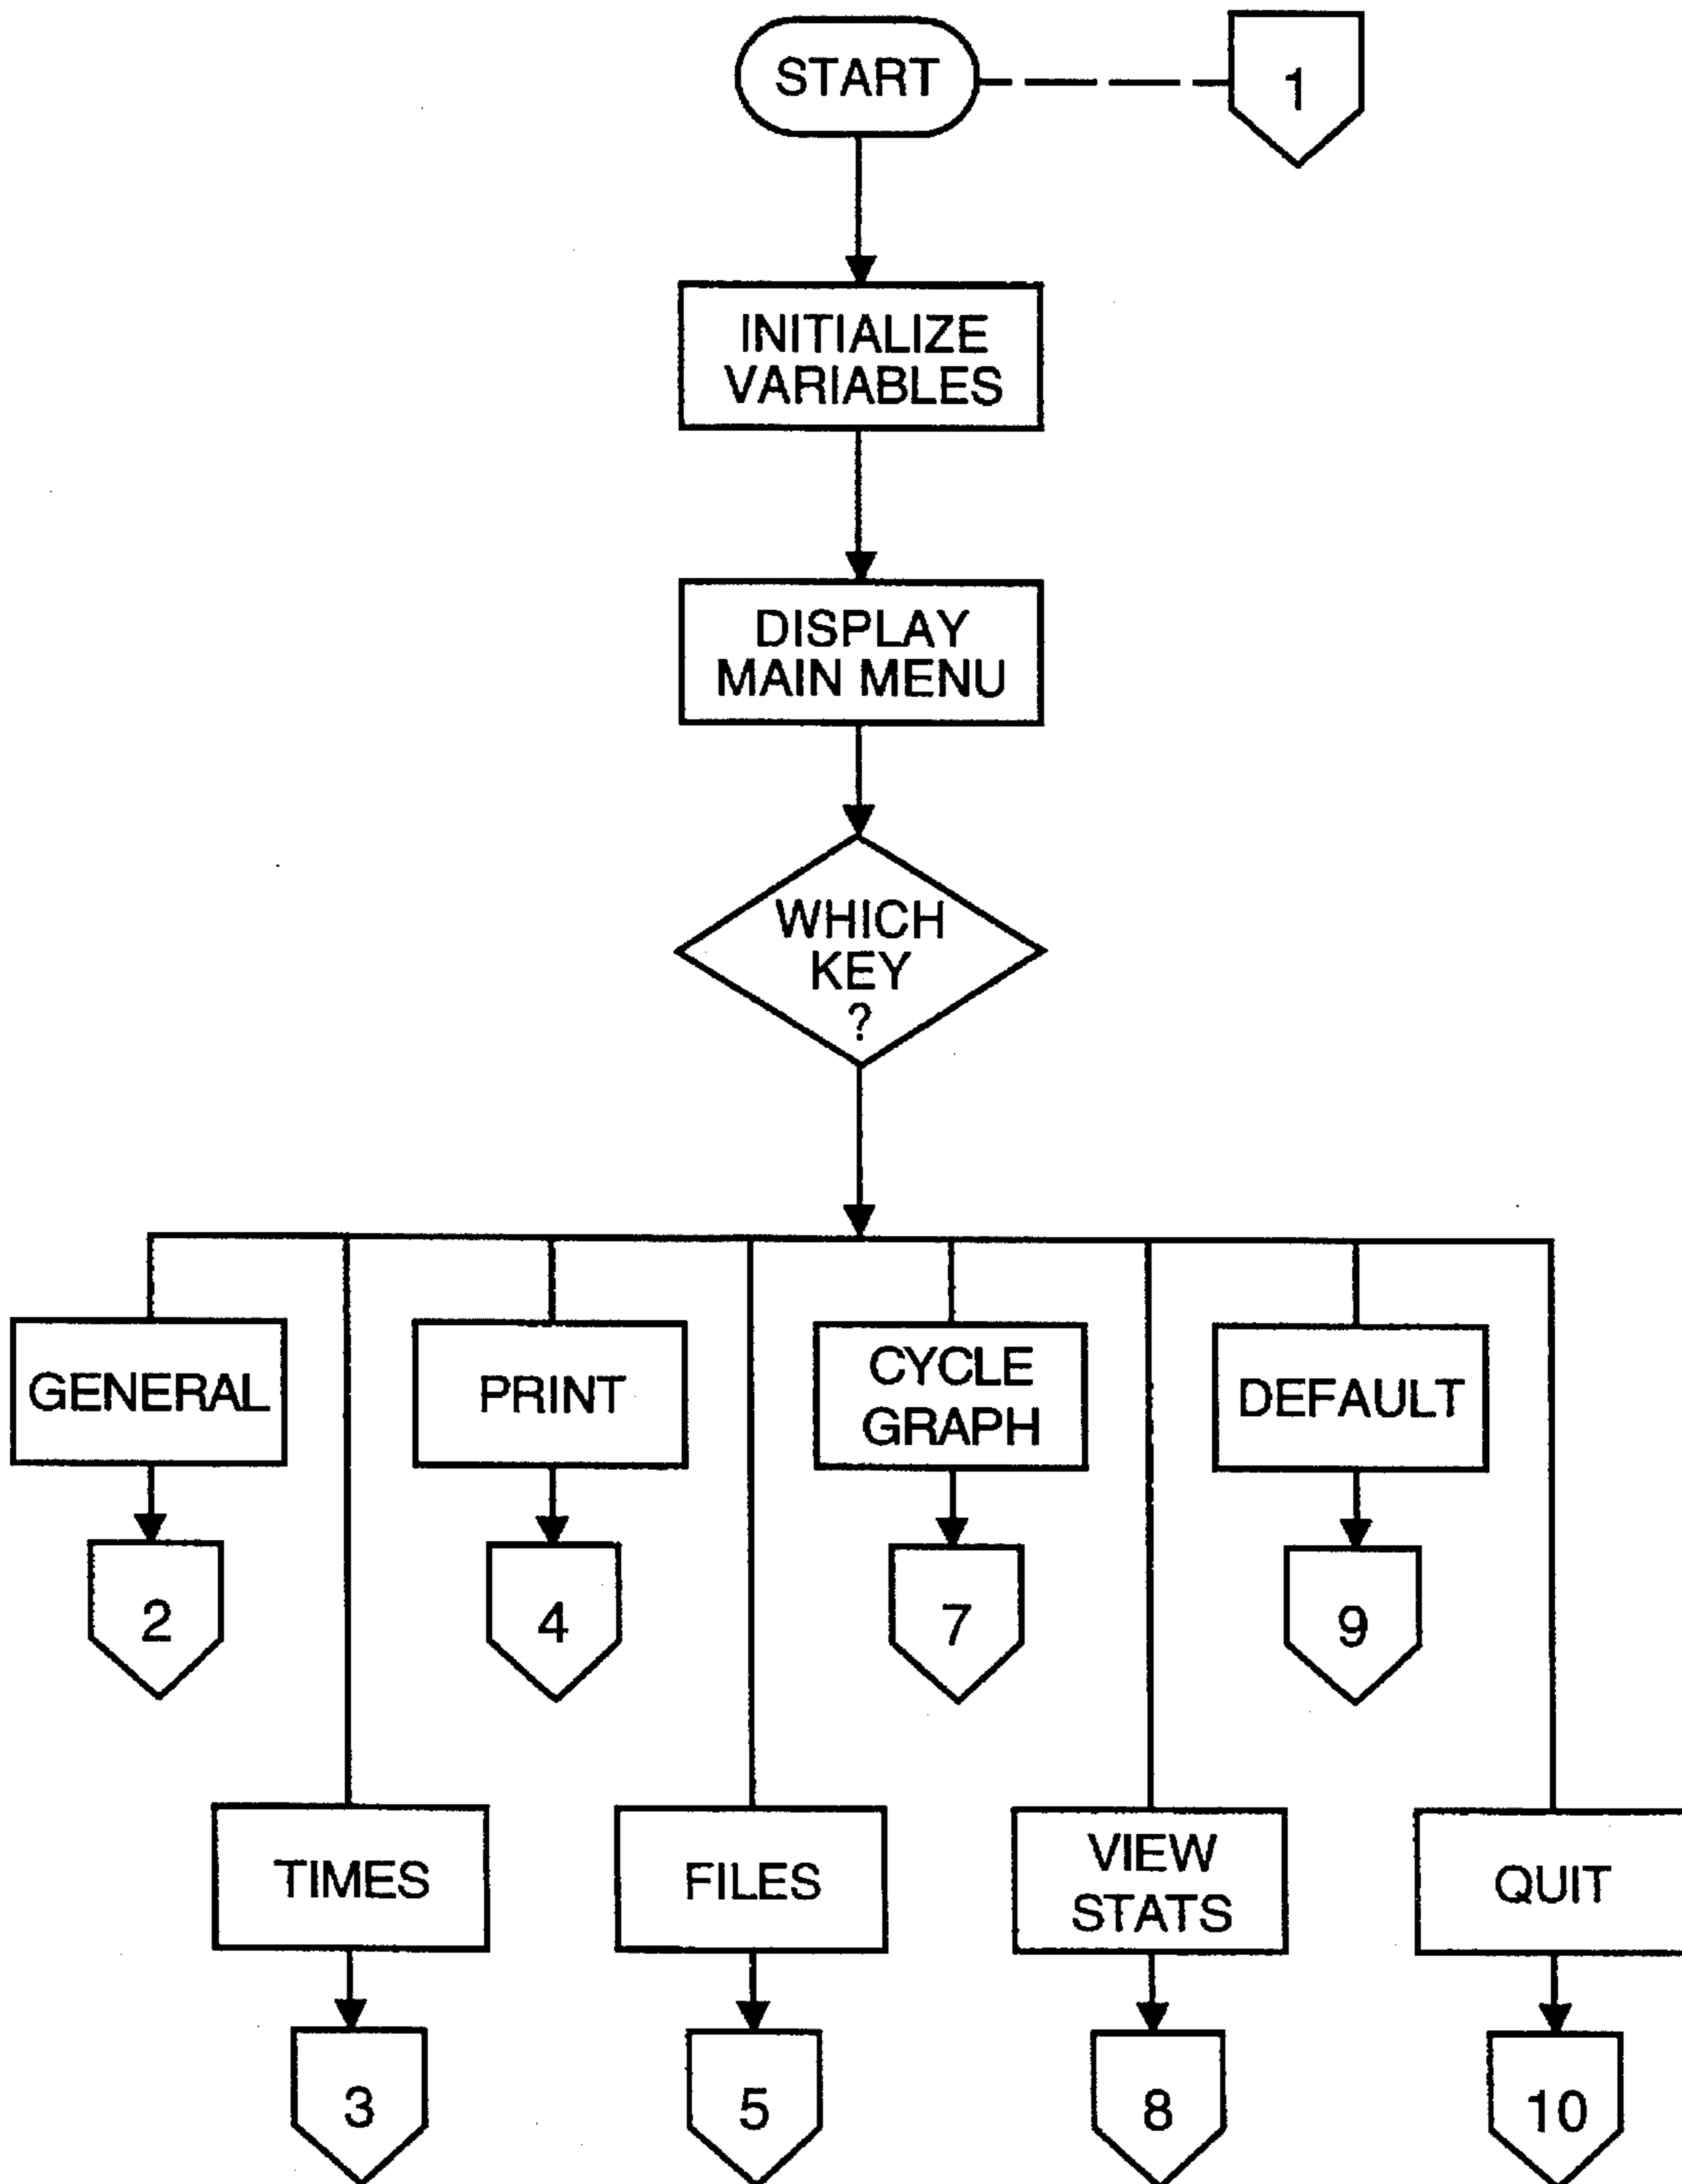 START
1
INITIALIZE
VARIABLES
DISPLAY
MAIN MENU
WHICH
KEY
?
GENERAL
PRINT
CYCLE
GRAPH
DEFAULT
2
4
7
9
TIMES
FILES
VIEW
STATS
QUIT
3
5
8
10